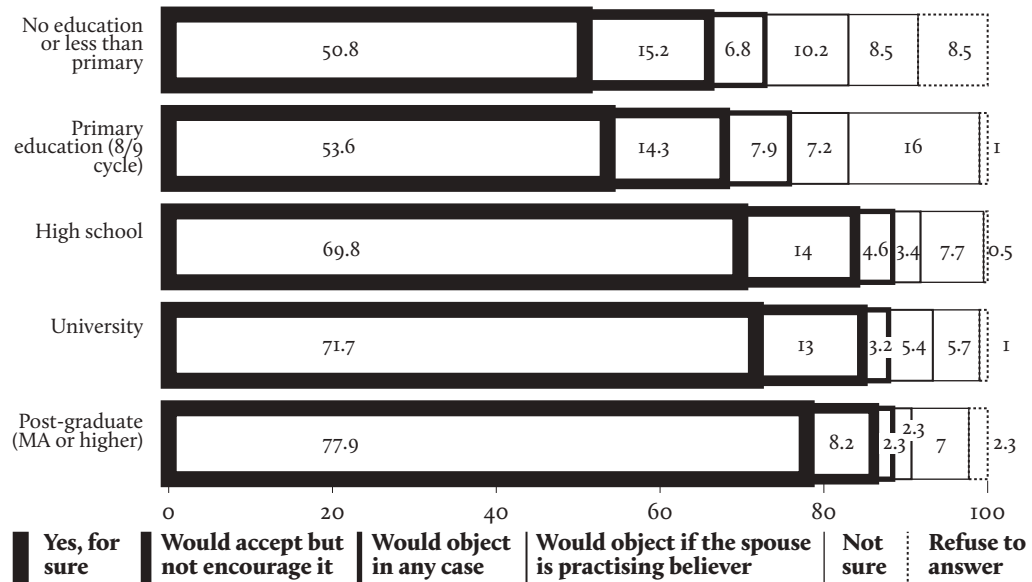 No education
or less than
primary
50.8 15.2 6.8 10.2 8.5 8.5
Primary
education (8/9
cycle)
53.6 14.3 7.9 7.2 16 1
High school
69.8 14 4.6 3.4 7.7 0.5
University
71.7 13 3.2 5.4 5.7 1
Post-graduate
(MA or higher)
77.9 8.2 2.3 2.3 7 2.3
0 20 40 60 80 100
Yes, for
sure
Would accept but
not encourage it
Would object
in any case
Would object if the spouse
is practising believer
Not
sure
Refuse to
answer